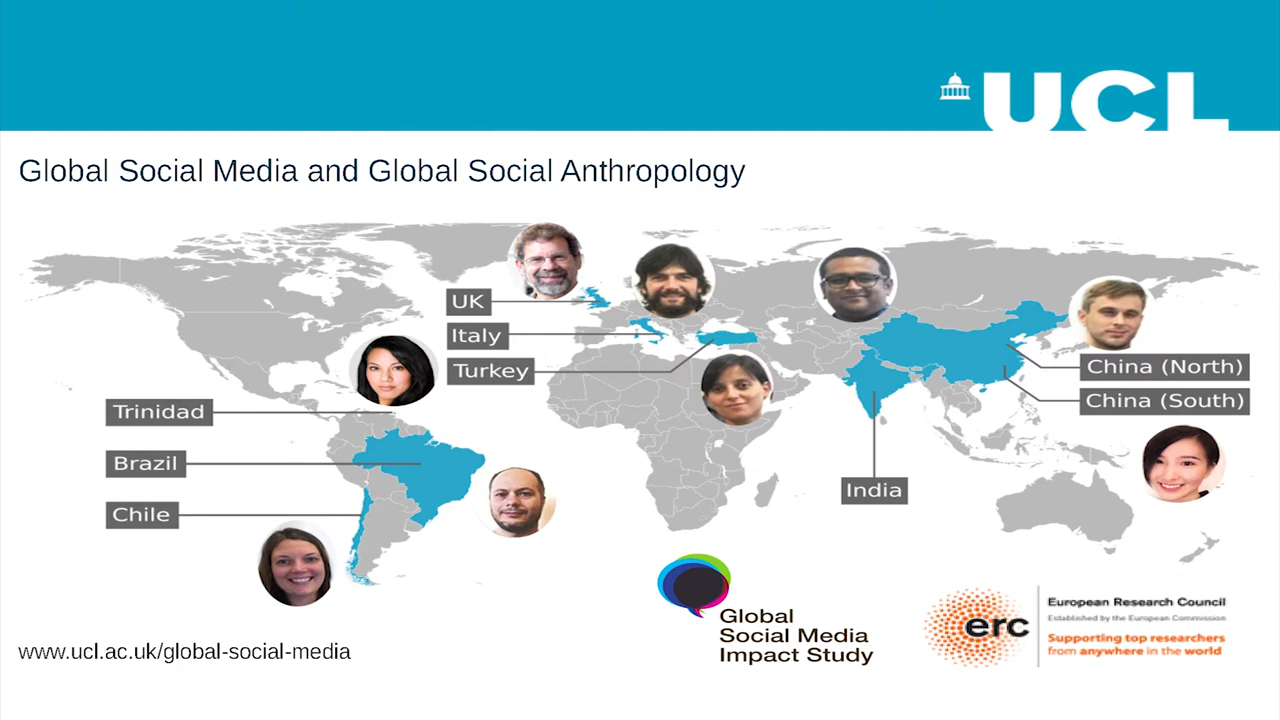 UCL
Global Social Media and Global Social Anthropology
UK
Italy
Turkey
China (North)
China (South)
Trinidad
Brazil
Chile
India
Global
Social Media
Impact Study
erc
European Research Council
Established by the European Commission
Supporting top researchers
from anywhere in the world
www.ucl.ac.uk/global-social-media